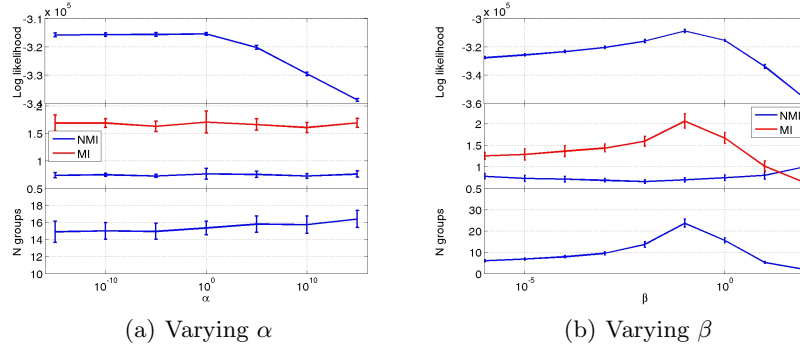 x 10^5
-3.1
-3.2
-3.3
-3.4
Log likelihood
2
1.5
1
0.5
NMI
MI
18
16
14
12
10
N groups
10^-10
10^0
10^10
α
(a) Varying α
x 10^5
-3
-3.2
-3.4
-3.6
Log likelihood
2
1.5
1
0.5
NMI
MI
30
20
10
0
N groups
10^-5
10^0
β
(b) Varying β